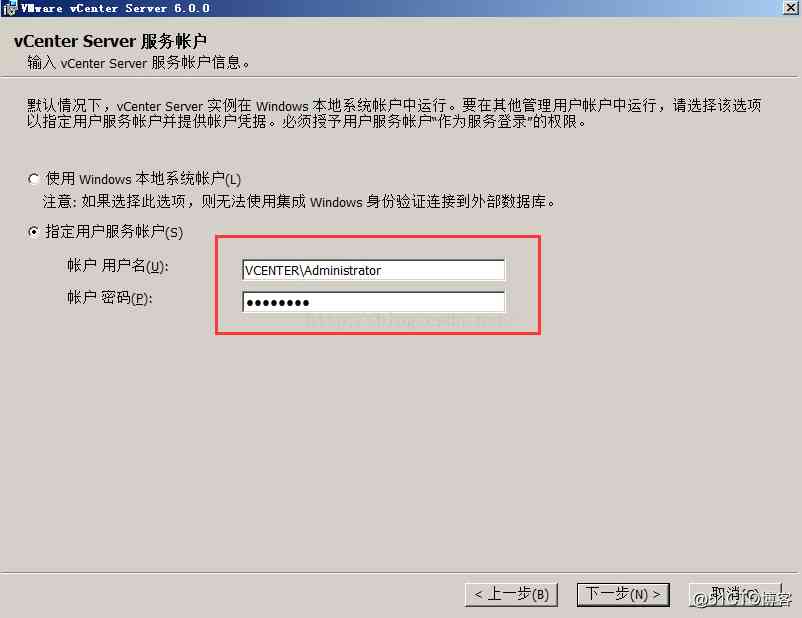 VMware vCenter Server 6.0.0
vCenter Server 服务帐户
输入 vCenter Server 服务帐户信息。
默认情况下，vCenter Server 实例在 Windows 本地系统帐户中运行。要在其他管理用户帐户中运行，请选择该选项
以指定用户服务帐户并提供帐户凭据。必须授予用户服务帐户“作为服务登录”的权限。
使用 Windows 本地系统帐户(L)
注意: 如果选择此选项，则无法使用集成 Windows 身份验证连接到外部数据库。
指定用户服务帐户(S)
帐户 用户名(U): VCENTER\Administrator
帐户 密码(P): ●●●●●●●●
< 上一步(B) 下一步(N) > 取消(C)
@51CTO博客